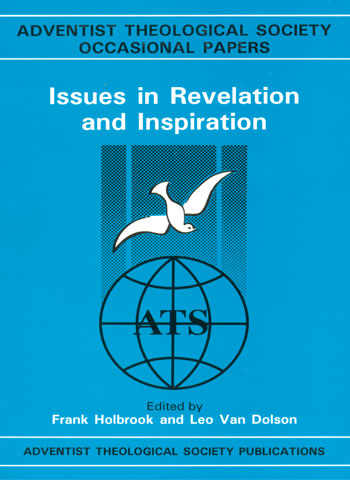 ADVENTIST THEOLOGICAL SOCIETY
OCCASIONAL PAPERS
Issues in Revelation
and Inspiration
ATS
Edited by
Frank Holbrook and Leo Van Dolson
ADVENTIST THEOLOGICAL SOCIETY PUBLICATIONS